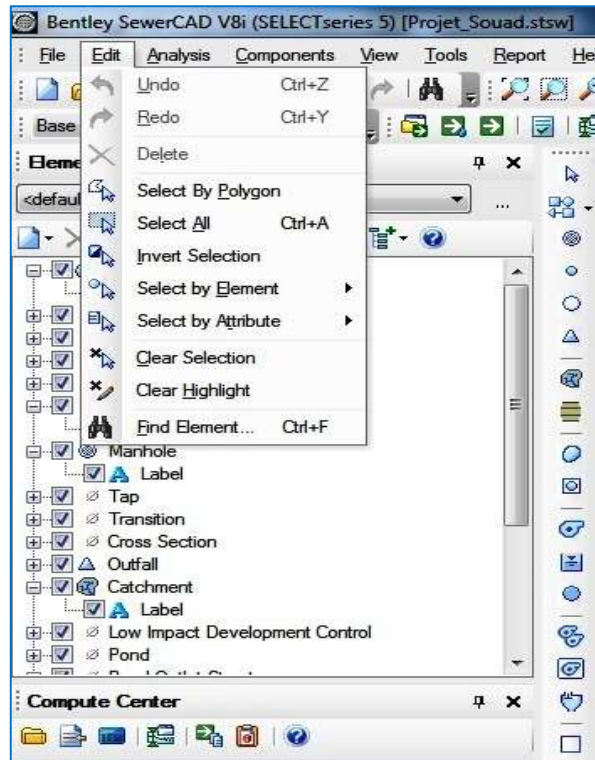 Bentley SewerCAD V8i (SELECTseries 5) [Projet_Souad.stsw]
File Edit Analysis Components View Tools Report He
Base
Undo Ctrl+Z
Redo Ctrl+Y
Delete
Select By Polygon
Select All Ctrl+A
Invert Selection
Select by Element
Select by Attribute
Clear Selection
Clear Highlight
Find Element... Ctrl+F
Eleme
<defaul
...
Manhole
Label
Tap
Transition
Cross Section
Outfall
Catchment
Label
Low Impact Development Control
Pond
Compute Center